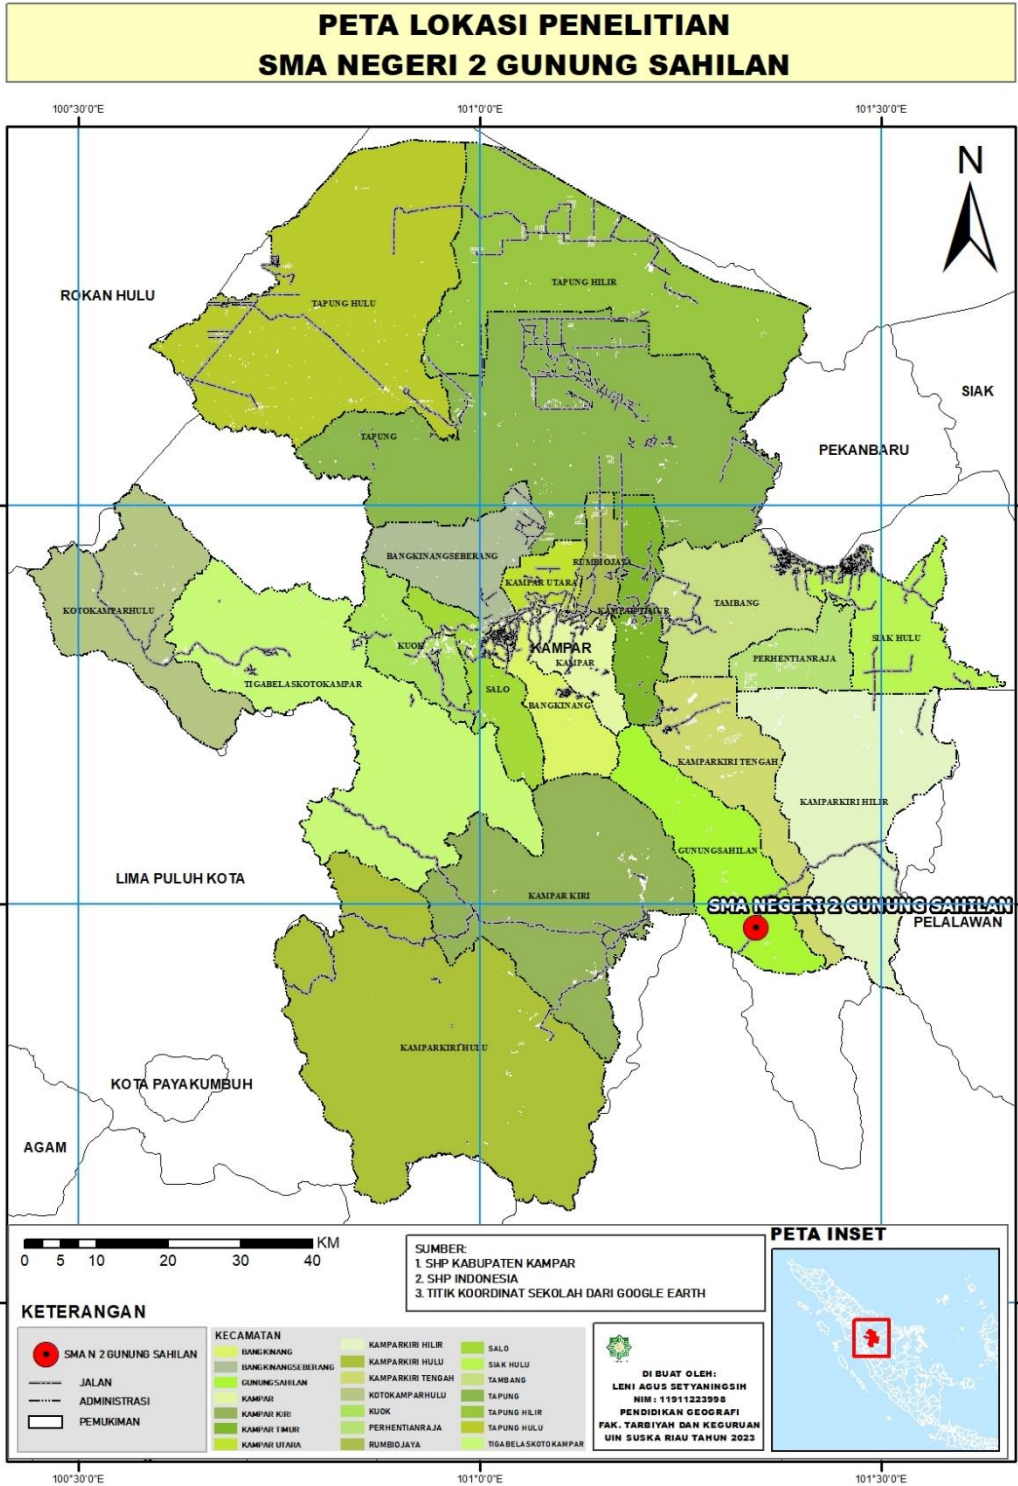 PETA LOKASI PENELITIAN
SMA NEGERI 2 GUNUNG SAHILAN
100°30'0"E
101°0'0"E
101°30'0"E
N
ROKAN HULU
TAPUNG HULU
TAPUNG HILIR
SIAK
TAPUNG
PEKANBARU
BANGKINANGSEBERANG
RUMBIOJAYA
KAMPAR UTARA
KOTOKAMPARHULU
KAMPAR TIMUR
TAMBANG
KUOK
KAMPAR
SIAK HULU
KAMPAR
PERHENTIANRAJA
TIGABELASKOTOKAMPAR
SALO
BANGKINANG
KAMPARKIRI TENGAH
KAMPARKIRI HILIR
GUNUNGSAHILAN
LIMA PULUH KOTA
KAMPAR KIRI
SMA NEGERI 2 GUNUNG SAHILAN
PELALAWAN
KAMPARKIRI HULU
KOTA PAYAKUMBUH
AGAM
KM
0 5 10 20 30 40
SUMBER:
1. SHP KABUPATEN KAMPAR
2. SHP INDONESIA
3. TITIK KOORDINAT SEKOLAH DARI GOOGLE EARTH
PETA INSET
KETERANGAN
SMA N 2 GUNUNG SAHILAN
JALAN
ADMINISTRASI
PEMUKIMAN
KECAMATAN
BANGKINANG
BANGKINANGSEBERANG
GUNUNGSAHILAN
KAMPAR
KAMPAR KIRI
KAMPAR TIMUR
KAMPAR UTARA
KAMPARKIRI HILIR
KAMPARKIRI HULU
KAMPARKIRI TENGAH
KOTOKAMPARHULU
KUOK
PERHENTIANRAJA
RUMBIOJAYA
SALO
SIAK HULU
TAMBANG
TAPUNG
TAPUNG HILIR
TAPUNG HULU
TIGABELASKOTOKAMPAR
DI BUAT OLEH:
LENI AGUS SETYANINGSIH
NIM : 11911223998
PENDIDIKAN GEOGRAFI
FAK. TARBIYAH DAN KEGURUAN
UIN SUSKA RIAU TAHUN 2023
100°30'0"E
101°0'0"E
101°30'0"E